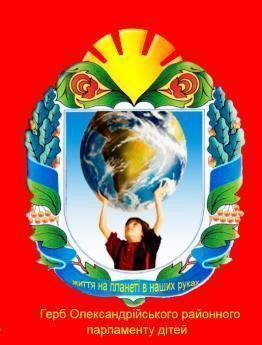 життя на планеті в наших руках
Герб Олександрійського районного
парламенту дітей